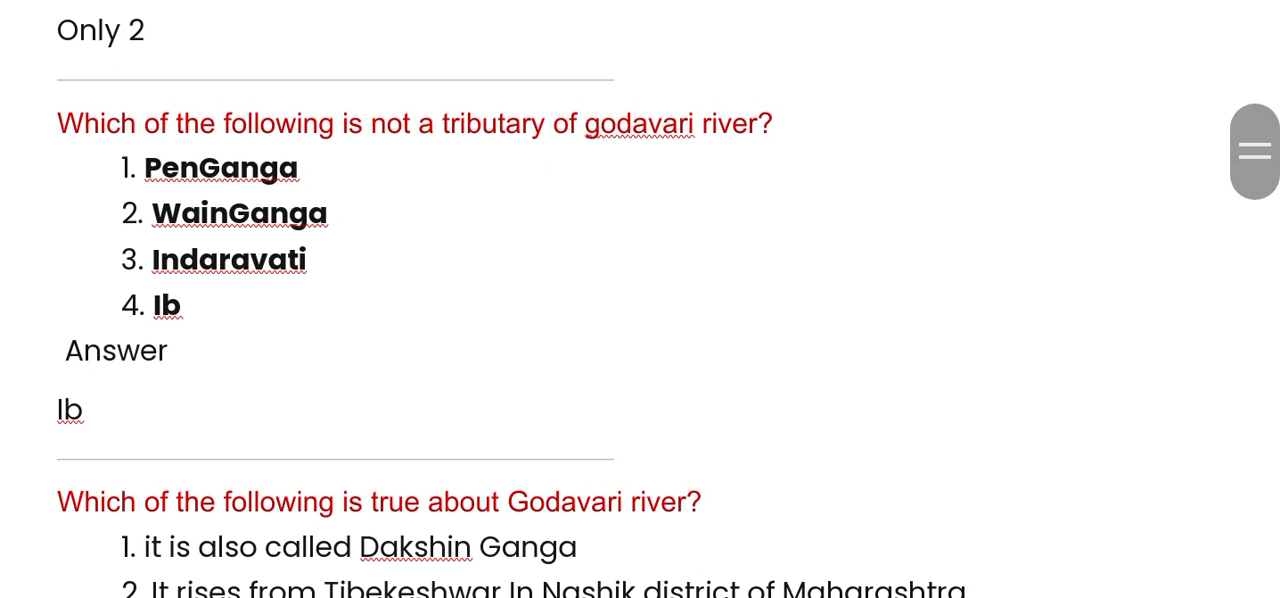 Only 2
Which of the following is not a tributary of godavari river?
1. PenGanga
2. WainGanga
3. Indaravati
4. Ib
Answer
Ib
Which of the following is true about Godavari river?
1. it is also called Dakshin Ganga
2. It rises from Tibekeshwar In Nashik district of Maharashtra